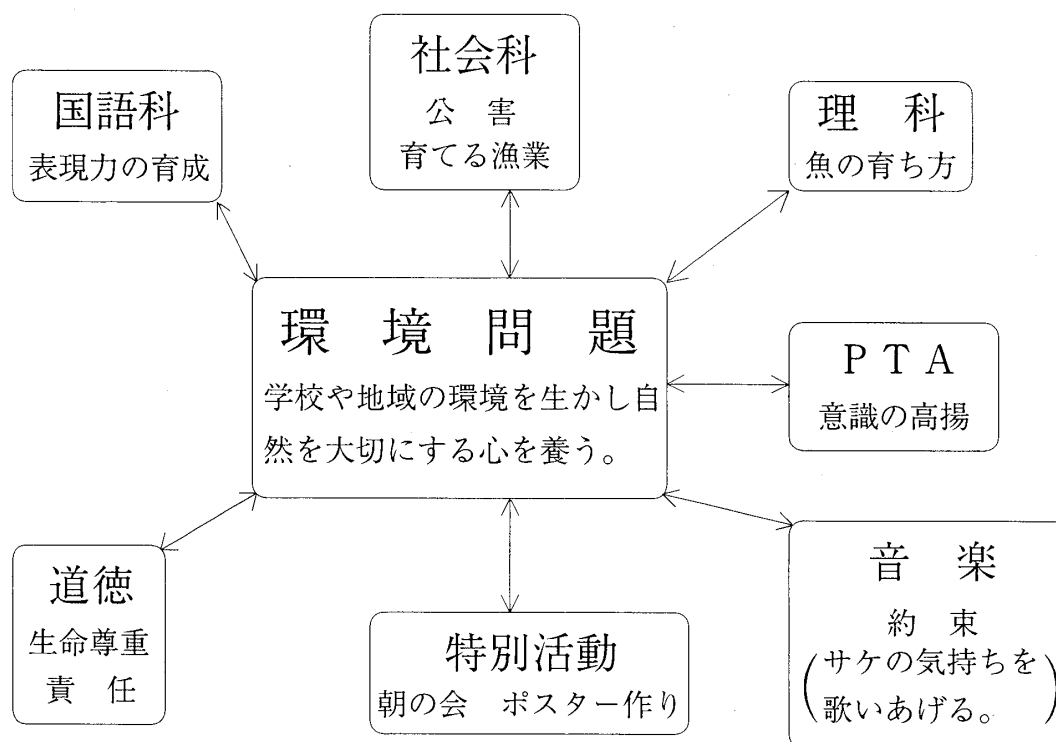 国語科
表現力の育成
社会科
公　害
育てる漁業
理　科
魚の育ち方
環　境　問　題
学校や地域の環境を生かし自
然を大切にする心を養う。
ＰＴＡ
意識の高揚
道徳
生命尊重
責　任
特別活動
朝の会　ポスター作り
音　楽
約　束
(サケの気持ちを
歌いあげる。)